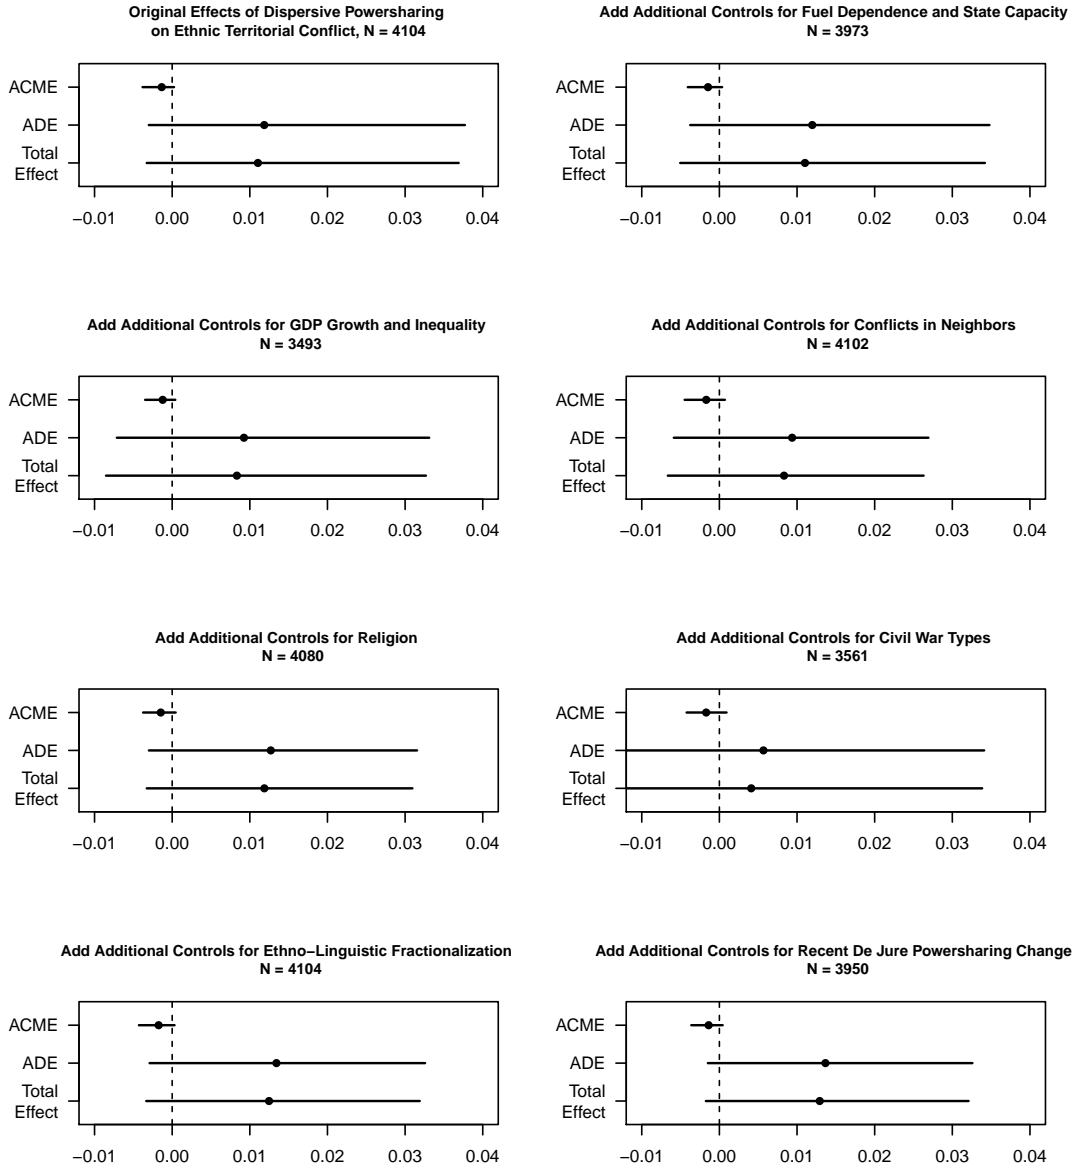 Original Effects of Dispersive Powersharing
on Ethnic Territorial Conflict, N = 4104
ACME
ADE
Total
Effect
−0.01 0.00 0.01 0.02 0.03 0.04
Add Additional Controls for Fuel Dependence and State Capacity
N = 3973
ACME
ADE
Total
Effect
−0.01 0.00 0.01 0.02 0.03 0.04
Add Additional Controls for GDP Growth and Inequality
N = 3493
ACME
ADE
Total
Effect
−0.01 0.00 0.01 0.02 0.03 0.04
Add Additional Controls for Conflicts in Neighbors
N = 4102
ACME
ADE
Total
Effect
−0.01 0.00 0.01 0.02 0.03 0.04
Add Additional Controls for Religion
N = 4080
ACME
ADE
Total
Effect
−0.01 0.00 0.01 0.02 0.03 0.04
Add Additional Controls for Civil War Types
N = 3561
ACME
ADE
Total
Effect
−0.01 0.00 0.01 0.02 0.03 0.04
Add Additional Controls for Ethno−Linguistic Fractionalization
N = 4104
ACME
ADE
Total
Effect
−0.01 0.00 0.01 0.02 0.03 0.04
Add Additional Controls for Recent De Jure Powersharing Change
N = 3950
ACME
ADE
Total
Effect
−0.01 0.00 0.01 0.02 0.03 0.04